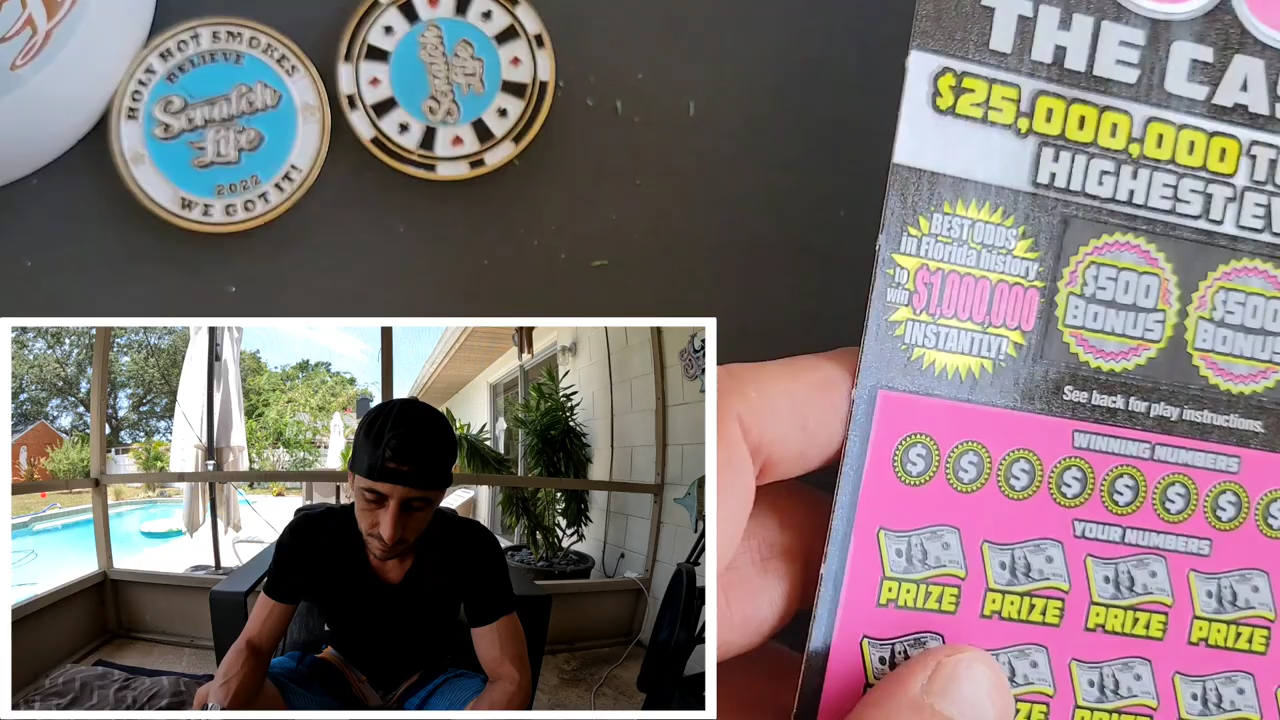 HOLY HOT SMOKES
BELIEVE
Scratch
Life
2022
WE GOT IT!
Scratch
Life
THE CA
$25,000,000 TO
HIGHEST EV
BEST ODDS
in Florida history
to
win $1,000,000
INSTANTLY!
$500
BONUS
$500
BONUS
See back for play instructions.
WINNING NUMBERS
$ $ $ $ $ $ $ $
YOUR NUMBERS
PRIZE PRIZE PRIZE PRIZE